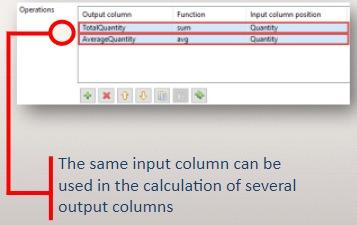 Operations
Output column Function Input column position
TotalQuantity sum Quantity
AverageQuantity avg Quantity
The same input column can be
used in the calculation of several
output columns